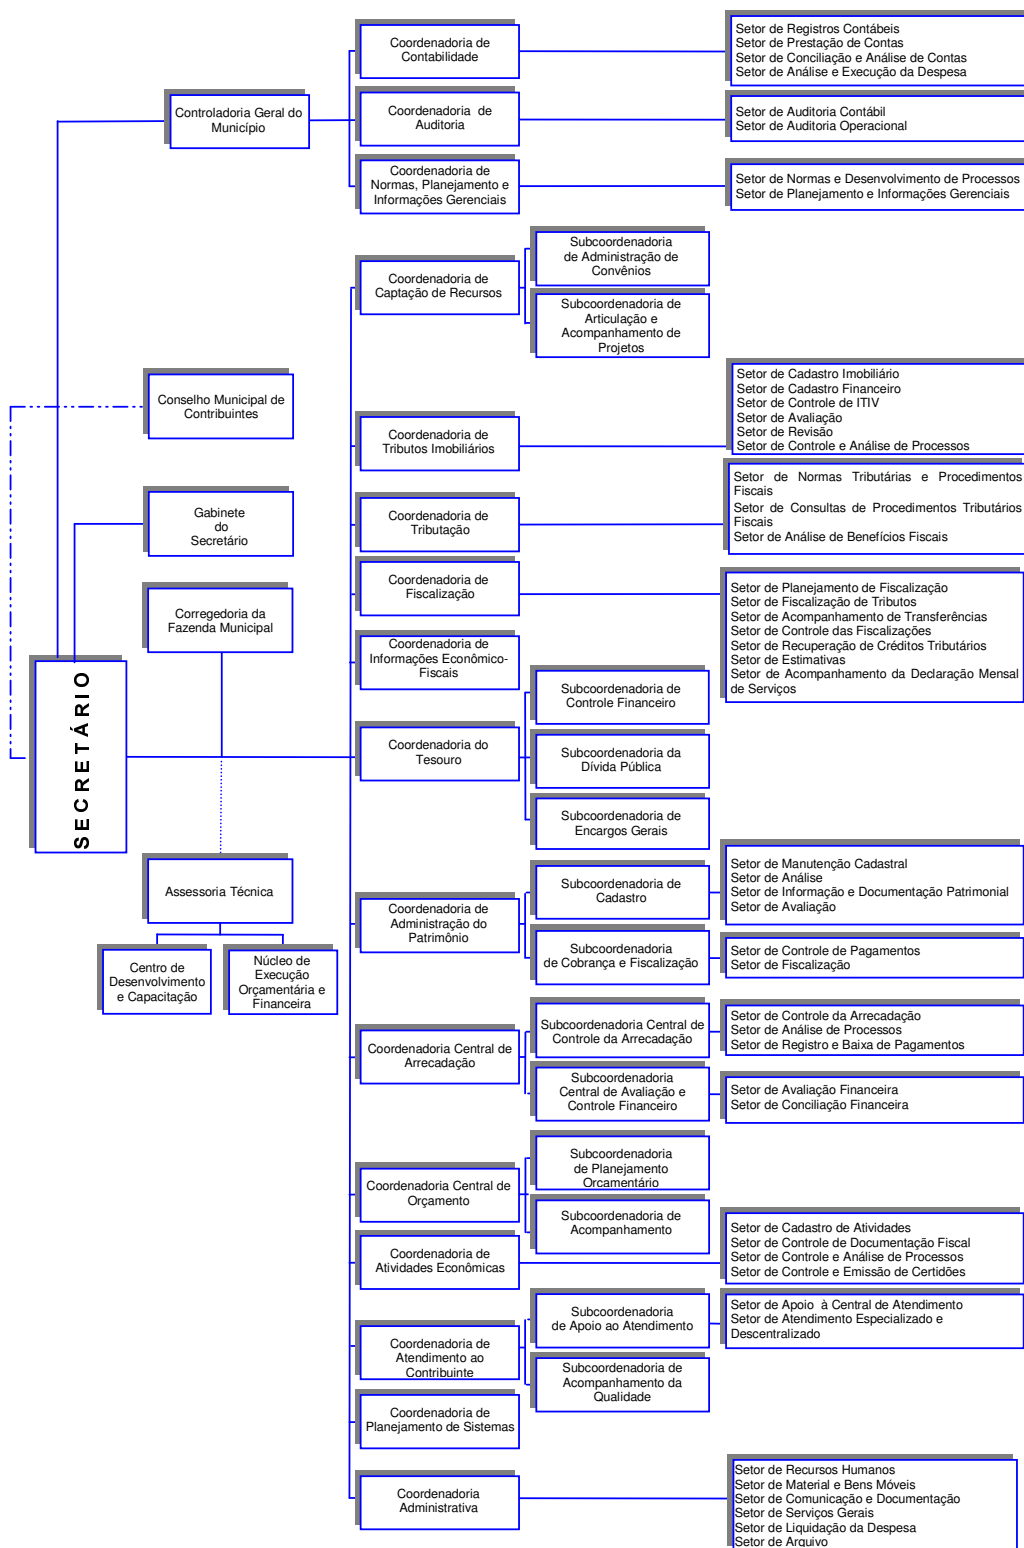 Coordenadoria de
Contabilidade
Setor de Registros Contábeis
Setor de Prestação de Contas
Setor de Conciliação e Análise de Contas
Setor de Análise e Execução da Despesa
Controladoria Geral do
Município
Coordenadoria de
Auditoria
Setor de Auditoria Contábil
Setor de Auditoria Operacional
Coordenadoria de
Normas, Planejamento e
Informações Gerenciais
Setor de Normas e Desenvolvimento de Processos
Setor de Planejamento e Informações Gerenciais
Coordenadoria de
Captação de Recursos
Subcoordenadoria
de Administração de
Convênios
Subcoordenadoria de
Articulação e
Acompanhamento de
Projetos
Conselho Municipal de
Contribuintes
Coordenadoria de
Tributos Imobiliários
Setor de Cadastro Imobiliário
Setor de Cadastro Financeiro
Setor de Controle de ITIV
Setor de Avaliação
Setor de Revisão
Setor de Controle e Análise de Processos
Gabinete
do
Secretário
Coordenadoria de
Tributação
Setor de Normas Tributárias e Procedimentos
Fiscais
Setor de Consultas de Procedimentos Tributários
Fiscais
Setor de Análise de Benefícios Fiscais
Corregedoria da
Fazenda Municipal
Coordenadoria de
Fiscalização
Setor de Planejamento de Fiscalização
Setor de Fiscalização de Tributos
Setor de Acompanhamento de Transferências
Setor de Controle das Fiscalizações
Setor de Recuperação de Créditos Tributários
Setor de Estimativas
Setor de Acompanhamento da Declaração Mensal
de Serviços
Coordenadoria de
Informações Econômico-
Fiscais
SECRETÁRIO
Coordenadoria do
Tesouro
Subcoordenadoria de
Controle Financeiro
Subcoordenadoria da
Dívida Pública
Subcoordenadoria de
Encargos Gerais
Assessoria Técnica
Centro de
Desenvolvimento
e Capacitação
Núcleo de
Execução
Orçamentária e
Financeira
Coordenadoria de
Administração do
Patrimônio
Subcoordenadoria de
Cadastro
Setor de Manutenção Cadastral
Setor de Análise
Setor de Informação e Documentação Patrimonial
Setor de Avaliação
Subcoordenadoria
de Cobrança e Fiscalização
Setor de Controle de Pagamentos
Setor de Fiscalização
Coordenadoria Central de
Arrecadação
Subcoordenadoria Central de
Controle da Arrecadação
Setor de Controle da Arrecadação
Setor de Análise de Processos
Setor de Registro e Baixa de Pagamentos
Subcoordenadoria
Central de Avaliação e
Controle Financeiro
Setor de Avaliação Financeira
Setor de Conciliação Financeira
Coordenadoria Central de
Orçamento
Subcoordenadoria
de Planejamento
Orcamentário
Subcoordenadoria de
Acompanhamento
Coordenadoria de
Atividades Econômicas
Setor de Cadastro de Atividades
Setor de Controle de Documentação Fiscal
Setor de Controle e Análise de Processos
Setor de Controle e Emissão de Certidões
Coordenadoria de
Atendimento ao
Contribuinte
Subcoordenadoria
de Apoio ao Atendimento
Setor de Apoio à Central de Atendimento
Setor de Atendimento Especializado e
Descentralizado
Subcoordenadoria de
Acompanhamento da
Qualidade
Coordenadoria de
Planejamento de Sistemas
Coordenadoria
Administrativa
Setor de Recursos Humanos
Setor de Material e Bens Móveis
Setor de Comunicação e Documentação
Setor de Serviços Gerais
Setor de Liquidação da Despesa
Setor de Arquivo